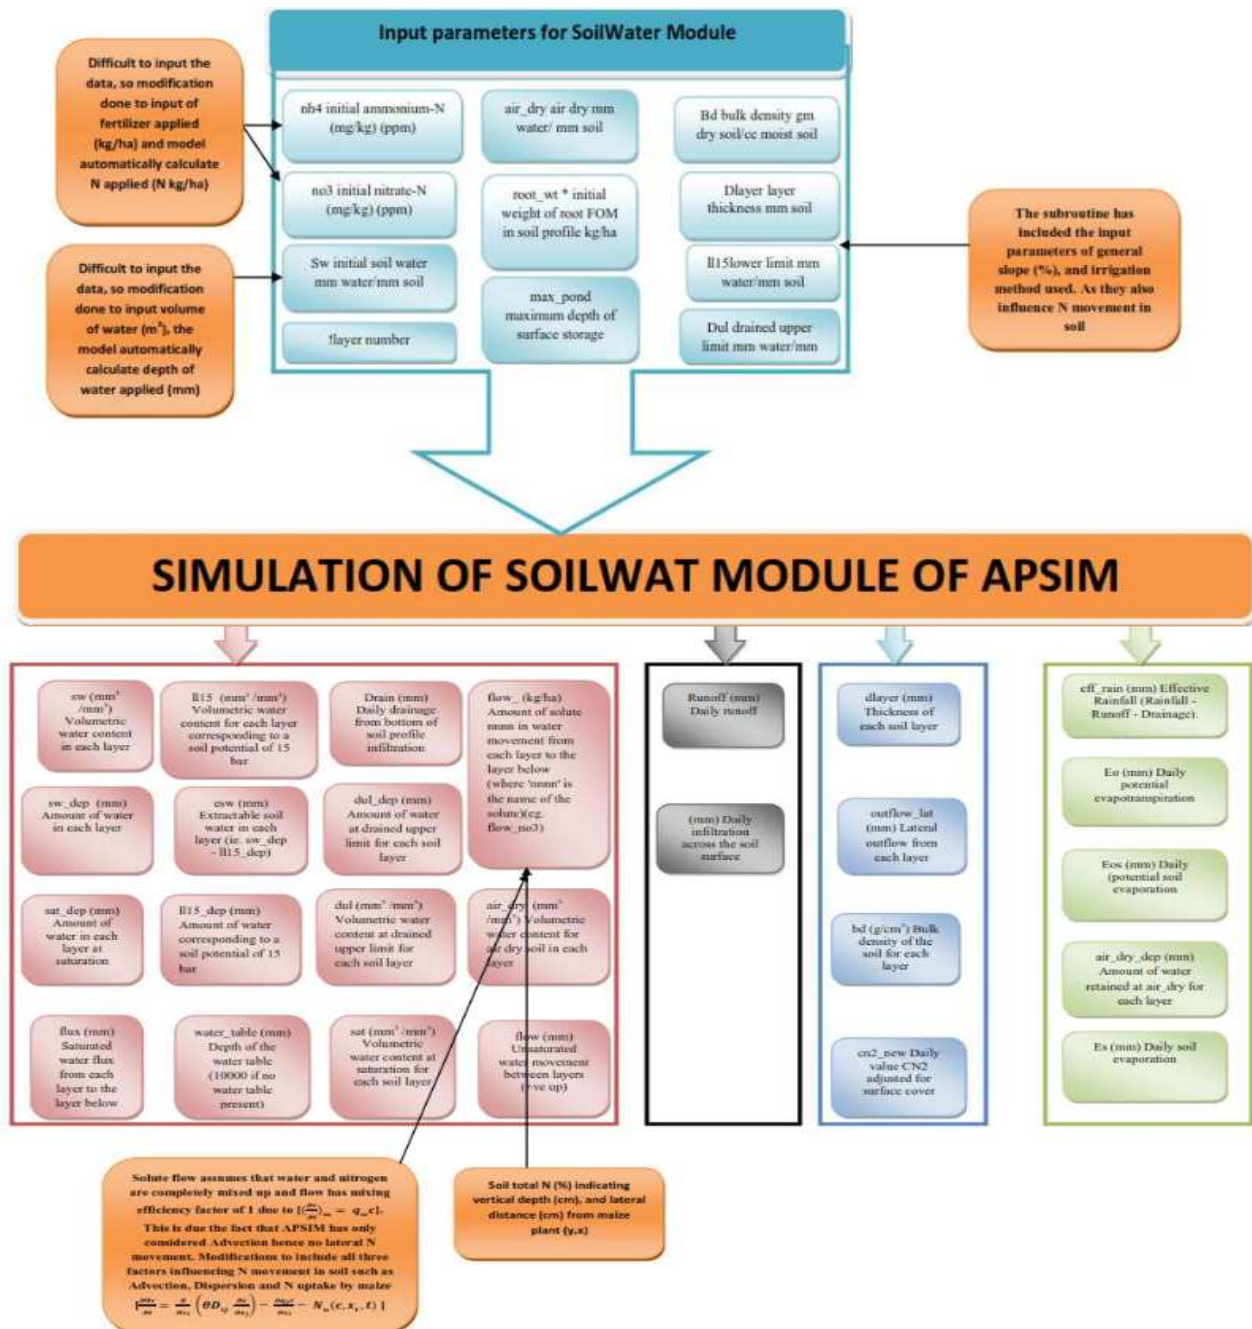 Input parameters for SoilWater Module
Difficult to input the
data, so modification
done to input of
fertilizer applied
(kg/ha) and model
automatically calculate
N applied (N kg/ha)
Difficult to input the
data, so modification
done to input volume
of water (m³), the
model automatically
calculate depth of
water applied (mm)
nh4 initial ammonium-N
(mg/kg) (ppm)
no3 initial nitrate-N
(mg/kg) (ppm)
Sw initial soil water
mm water/mm soil
!layer number
air_dry air dry mm
water/ mm soil
root_wt * initial
weight of root FOM
in soil profile kg/ha
max_pond
maximum depth of
surface storage
Bd bulk density gm
dry soil/cc moist soil
Dlayer layer
thickness mm soil
ll15lower limit mm
water/mm soil
Dul drained upper
limit mm water/mm
The subroutine has
included the input
parameters of general
slope (%), and irrigation
method used. As they also
influence N movement in
soil
SIMULATION OF SOILWAT MODULE OF APSIM
sw (mm³
/mm³)
Volumetric
water content
in each layer
ll15 (mm³ /mm³)
Volumetric water
content for each layer
corresponding to a
soil potential of 15
bar
Drain (mm)
Daily drainage
from bottom of
soil profile
infiltration
flow_ (kg/ha)
Amount of solute
nnnn in water
movement from
each layer to the
layer below
(where 'nnnn' is
the name of the
solute)(eg.
flow_no3)
sw_dep (mm)
Amount of water
in each layer
esw (mm)
Extractable soil
water in each
layer (ie. sw_dep
- ll15_dep)
dul_dep (mm)
Amount of water
at drained upper
limit for each soil
layer
sat_dep (mm)
Amount of
water in each
layer at
saturation
ll15_dep (mm)
Amount of water
corresponding to a
soil potential of 15
bar
dul (mm³ /mm³)
Volumetric water
content at drained
upper limit for
each soil layer
air_dry (mm³
/mm³) Volumetric
water content for
air dry soil in each
layer
flux (mm)
Saturated
water flux
from each
layer to the
layer below
water_table (mm)
Depth of the
water table
(10000 if no
water table
present)
sat (mm³ /mm³)
Volumetric
water content at
saturation for
each soil layer
flow (mm)
Unsaturated
water movement
between layers
(+ve up)
Runoff (mm)
Daily runoff
(mm) Daily
infiltration
across the soil
surface
dlayer (mm)
Thickness of
each soil layer
outflow_lat
(mm) Lateral
outflow from
each layer
bd (g/cm³) Bulk
density of the
soil for each
layer
cn2_new Daily
value CN2
adjusted for
surface cover
eff_rain (mm) Effective
Rainfall (Rainfall -
Runoff - Drainage).
Eo (mm) Daily
potential
evapotranspiration
Eos (mm) Daily
(potential soil
evaporation
air_dry_dep (mm)
Amount of water
retained at air_dry for
each layer
Es (mm) Daily soil
evaporation
Solute flow assumes that water and nitrogen
are completely mixed up and flow has mixing
efficiency factor of 1 due to
This is due the fact that APSIM has only
considered Advection hence no lateral N
movement. Modifications to include all three
factors influencing N movement in soil such as
Advection, Dispersion and N uptake by maize
Soil total N (%) indicating
vertical depth (cm), and lateral
distance (cm) from maize
plant (y,x)